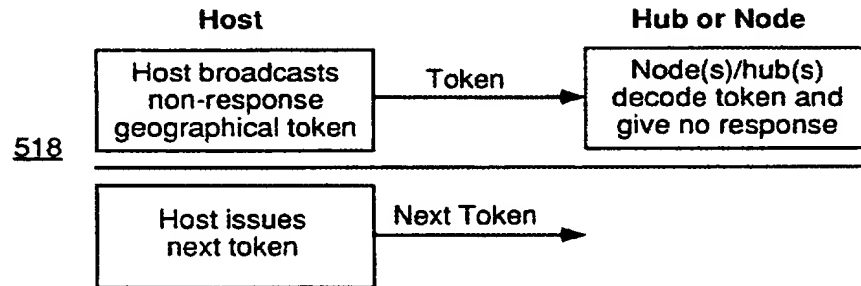 Host
Hub or Node
Host broadcasts
non-response
geographical token
Token
Node(s)/hub(s)
decode token and
give no response
518
Host issues
next token
Next Token